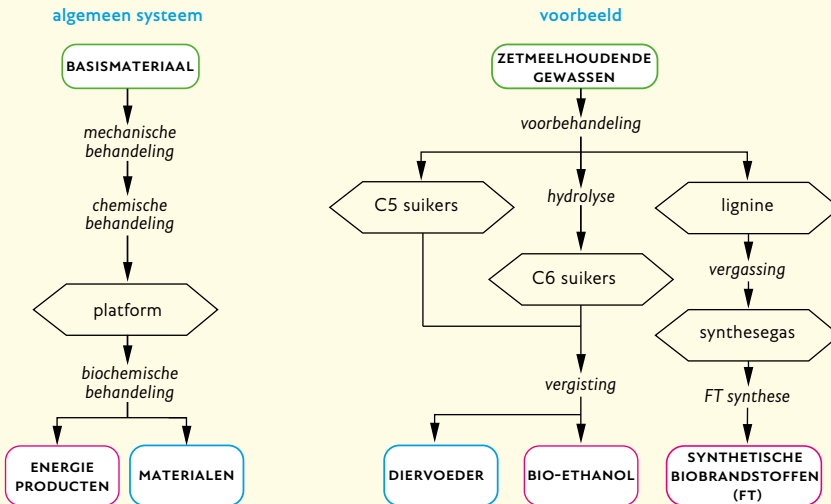 algemeen systeem
BASISMATERIAAL
mechanische
behandeling
chemische
behandeling
platform
biochemische
behandeling
ENERGIE
PRODUCTEN
MATERIALEN
voorbeeld
ZETMEELHOUDENDE
GEWASSEN
voorbehandeling
C5 suikers
hydrolyse
C6 suikers
lignine
vergassing
synthesegas
vergisting
FT synthese
DIERVOEDER
BIO-ETHANOL
SYNTHETISCHE
BIOBRANDSTOFFEN
(FT)